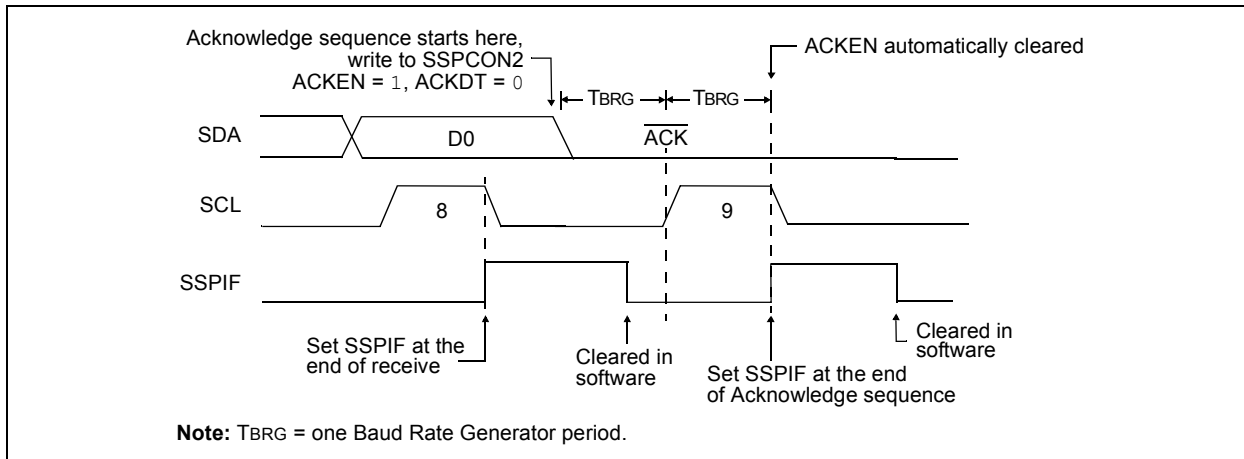 Acknowledge sequence starts here,
write to SSPCON2
ACKEN = 1, ACKDT = 0
ACKEN automatically cleared
TBRG
TBRG
SDA
D0
ACK
SCL
8
9
SSPIF
Set SSPIF at the
end of receive
Cleared in
software
Set SSPIF at the end
of Acknowledge sequence
Cleared in
software
Note: TBRG = one Baud Rate Generator period.